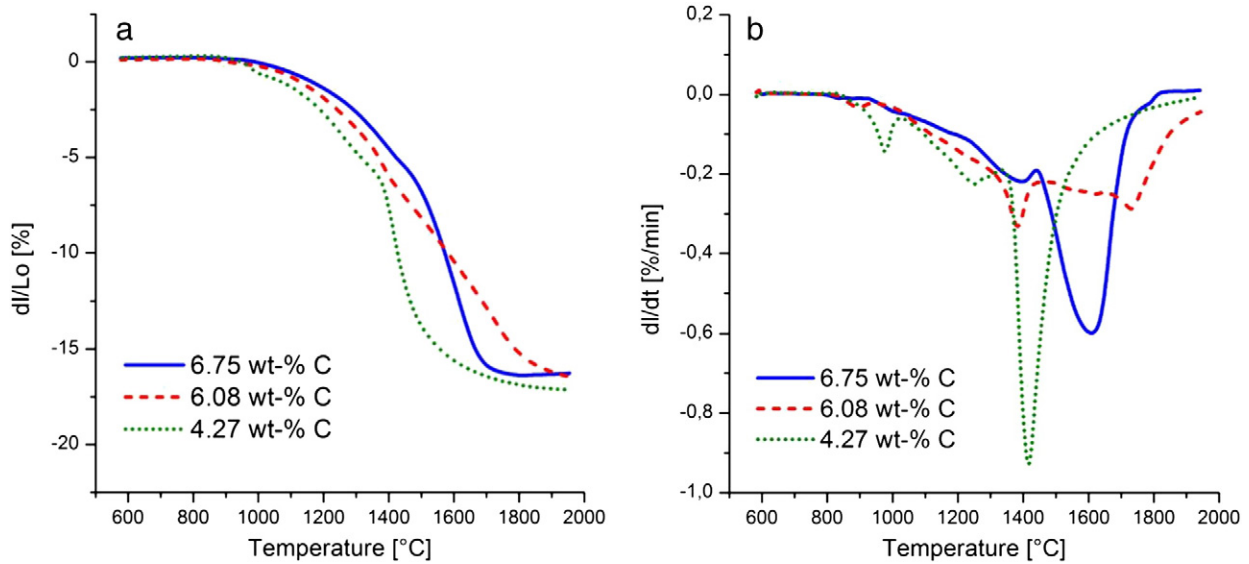 a
0
-5
-10
-15
-20
dl/Lo [%]
6.75 wt-% C
6.08 wt-% C
4.27 wt-% C
600 800 1000 1200 1400 1600 1800 2000
Temperature [°C]
b
0,2
0,0
-0,2
-0,4
-0,6
-0,8
-1,0
dl/dt [%/min]
6.75 wt-% C
6.08 wt-% C
4.27 wt-% C
600 800 1000 1200 1400 1600 1800 2000
Temperature [°C]